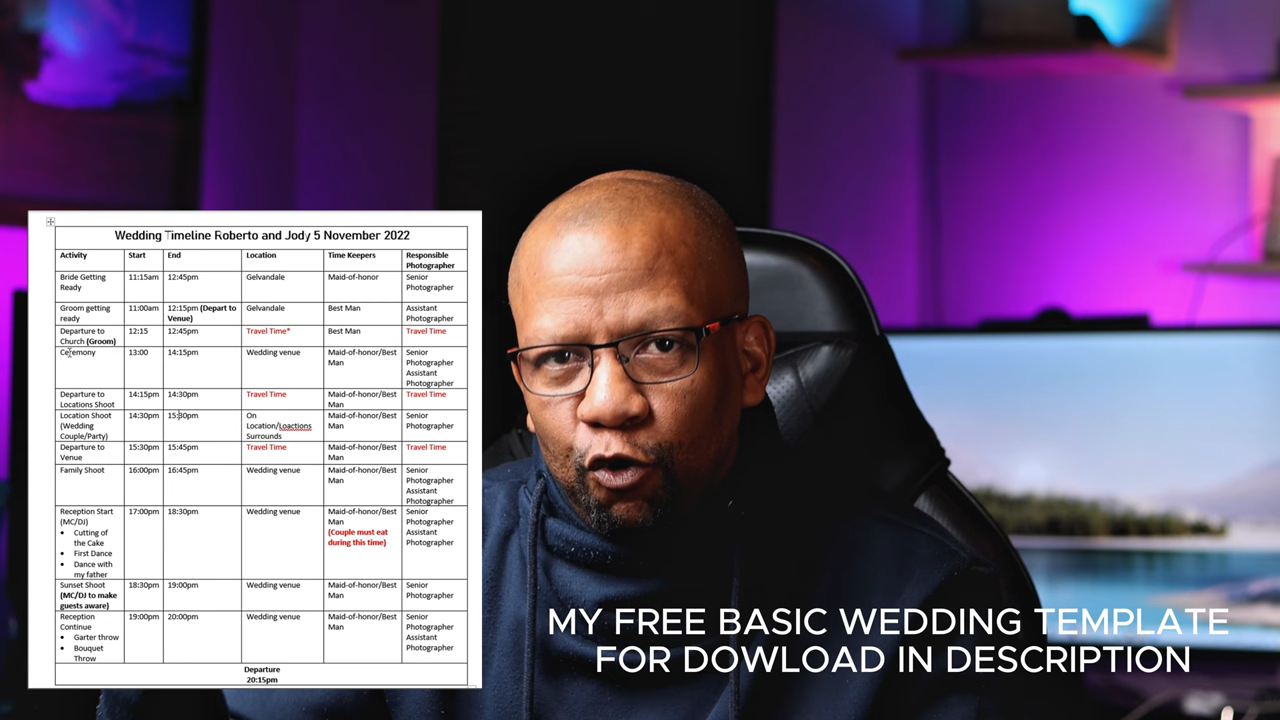 Wedding Timeline Roberto and Jody 5 November 2022
Activity Start End Location Time Keepers Responsible
Photographer
Bride Getting 11:15am 12:45pm Gelvandale Maid-of-honor Senior
Ready Photographer
Groom getting 11:00am 12:15pm (Depart to Gelvandale Best Man Assistant
ready Venue) Photographer
Departure to 12:15 12:45pm Travel Time* Best Man Travel Time
Church (Groom)
Ceremony 13:00 14:15pm Wedding venue Maid-of-honor/Best Senior
Man Photographer
Assistant
Photographer
Departure to 14:15pm 14:30pm Travel Time Maid-of-honor/Best Travel Time
Locations Shoot Man
Location Shoot 14:30pm 15:30pm On Maid-of-honor/Best Senior
(Wedding Location/Loactions Man Photographer
Couple/Party) Surrounds
Departure to 15:30pm 15:45pm Travel Time Maid-of-honor/Best Travel Time
Venue Man
Family Shoot 16:00pm 16:45pm Wedding venue Maid-of-honor/Best Senior
Man Photographer
Assistant
Photographer
Reception Start 17:00pm 18:30pm Wedding venue Maid-of-honor/Best Senior
(MC/DJ) Man Photographer
• Cutting of (Couple must eat Assistant
the Cake during this time) Photographer
• First Dance
• Dance with
my father
Sunset Shoot 18:30pm 19:00pm Wedding venue Maid-of-honor/Best Senior
(MC/DJ to make Man Photographer
guests aware)
Reception 19:00pm 20:00pm Wedding venue Maid-of-honor/Best Senior
Continue Man Photographer
• Garter throw Assistant
• Bouquet Photographer
Throw
Departure
20:15pm
MY FREE BASIC WEDDING TEMPLATE
FOR DOWLOAD IN DESCRIPTION